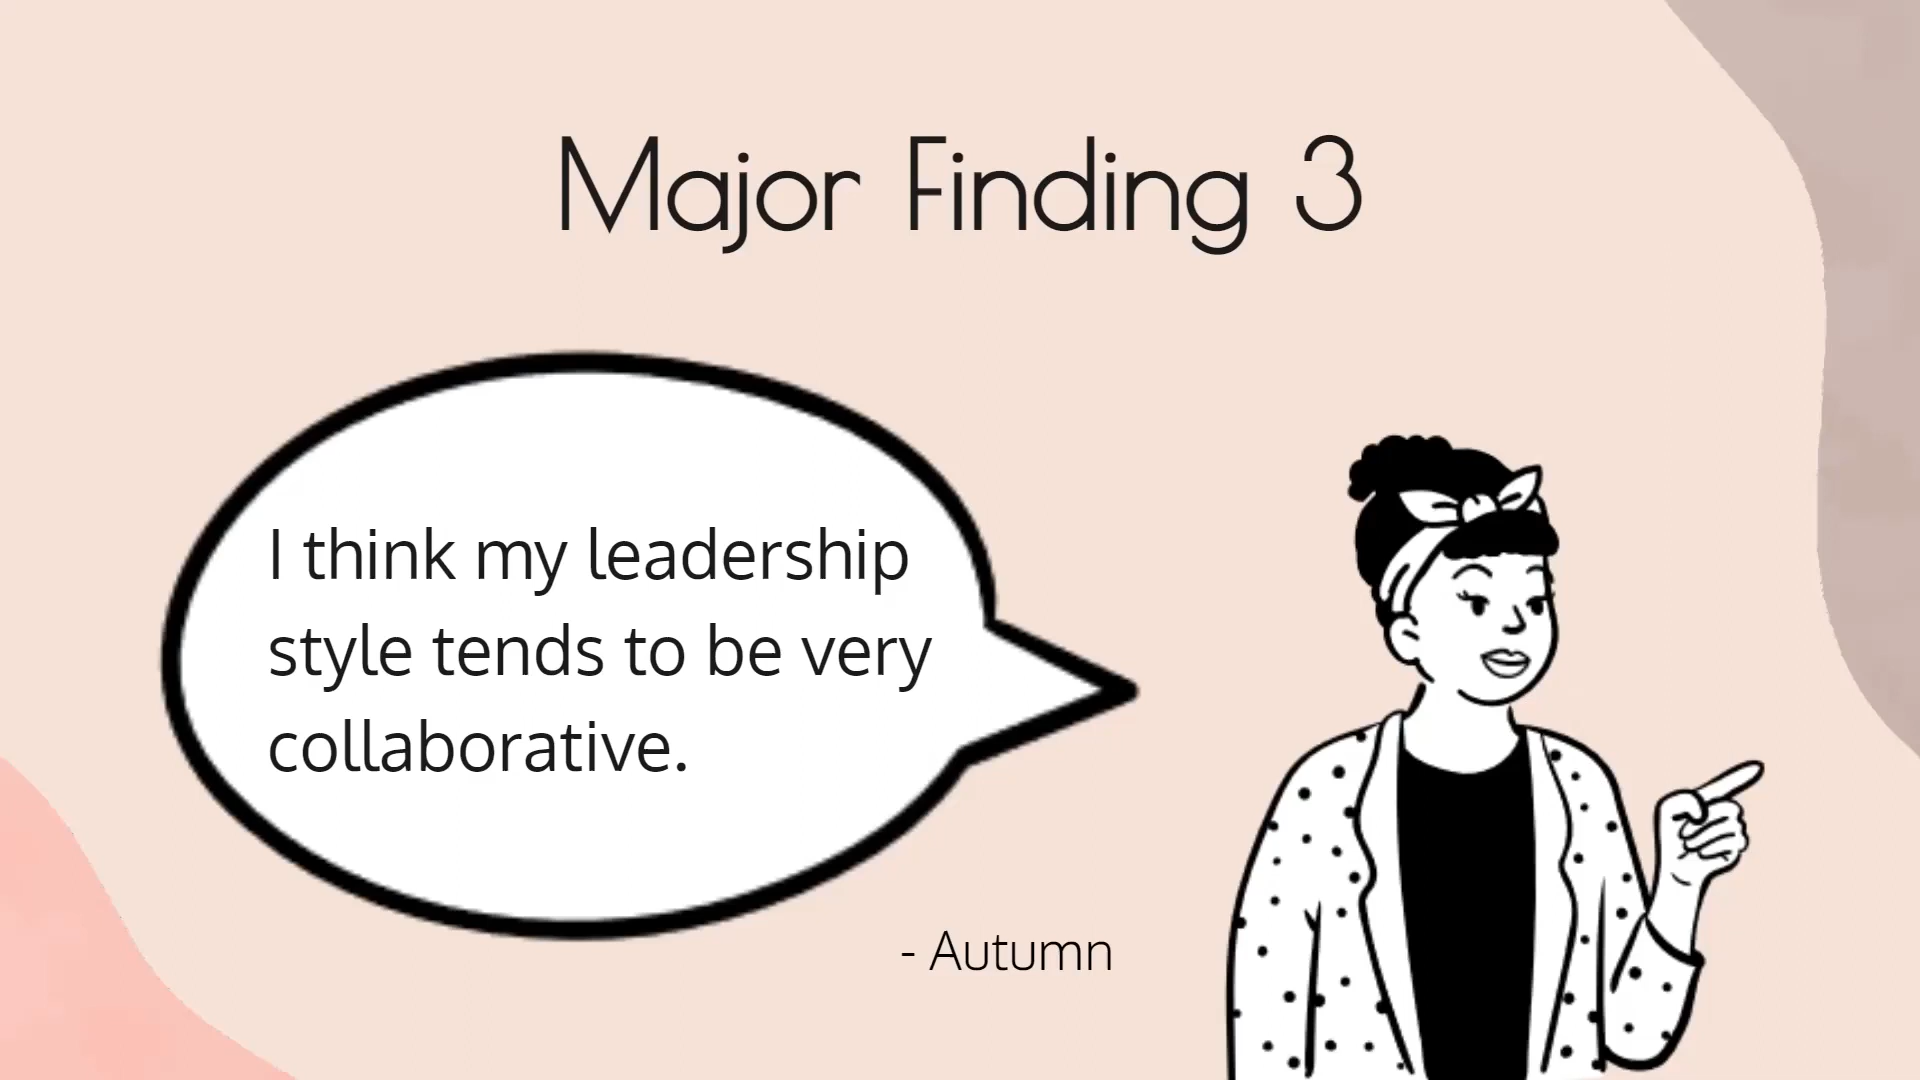 Major Finding 3
I think my leadership
style tends to be very
collaborative.
- Autumn